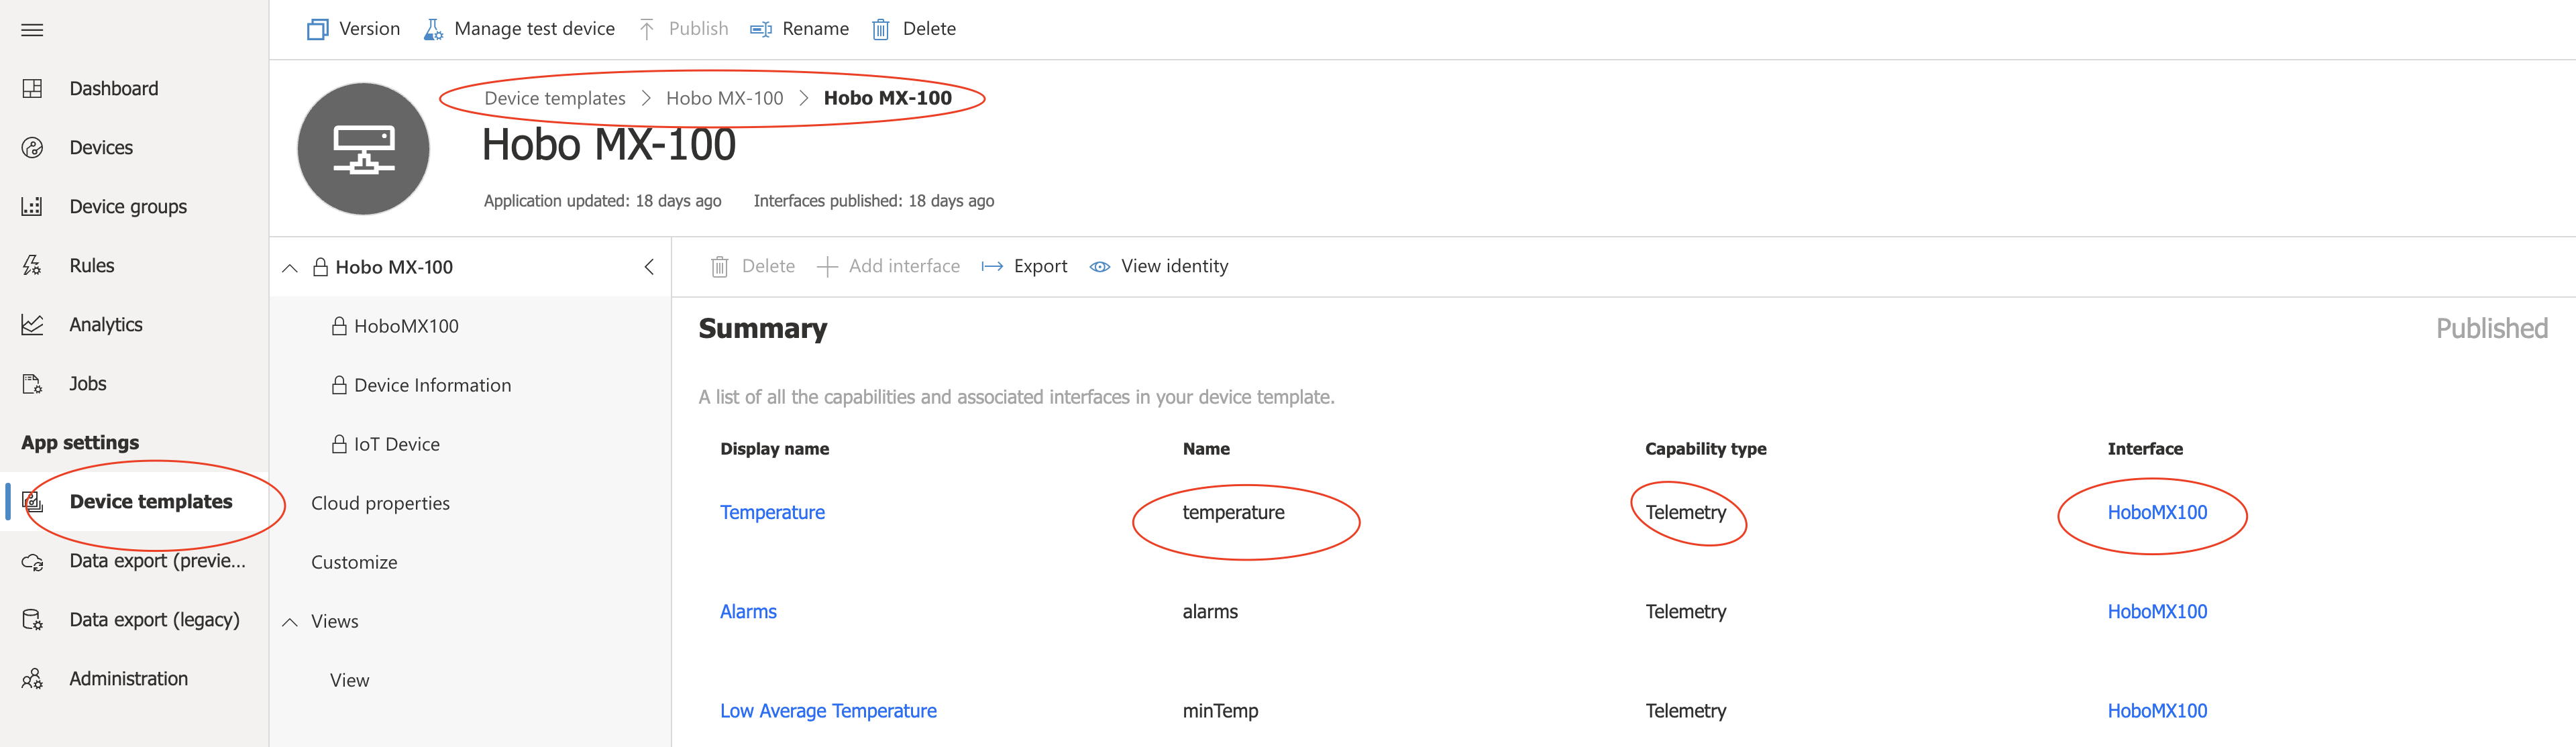 Version Manage test device Publish Rename Delete
Dashboard
Devices
Device groups
Rules
Analytics
Jobs
App settings
Device templates
Data export (previe...
Data export (legacy)
Administration
Device templates > Hobo MX-100 > Hobo MX-100
Hobo MX-100
Application updated: 18 days ago Interfaces published: 18 days ago
Hobo MX-100
HoboMX100
Device Information
IoT Device
Cloud properties
Customize
Views
View
Delete Add interface Export View identity
Summary Published
A list of all the capabilities and associated interfaces in your device template.
Display name Name Capability type Interface
Temperature temperature Telemetry HoboMX100
Alarms alarms Telemetry HoboMX100
Low Average Temperature minTemp Telemetry HoboMX100